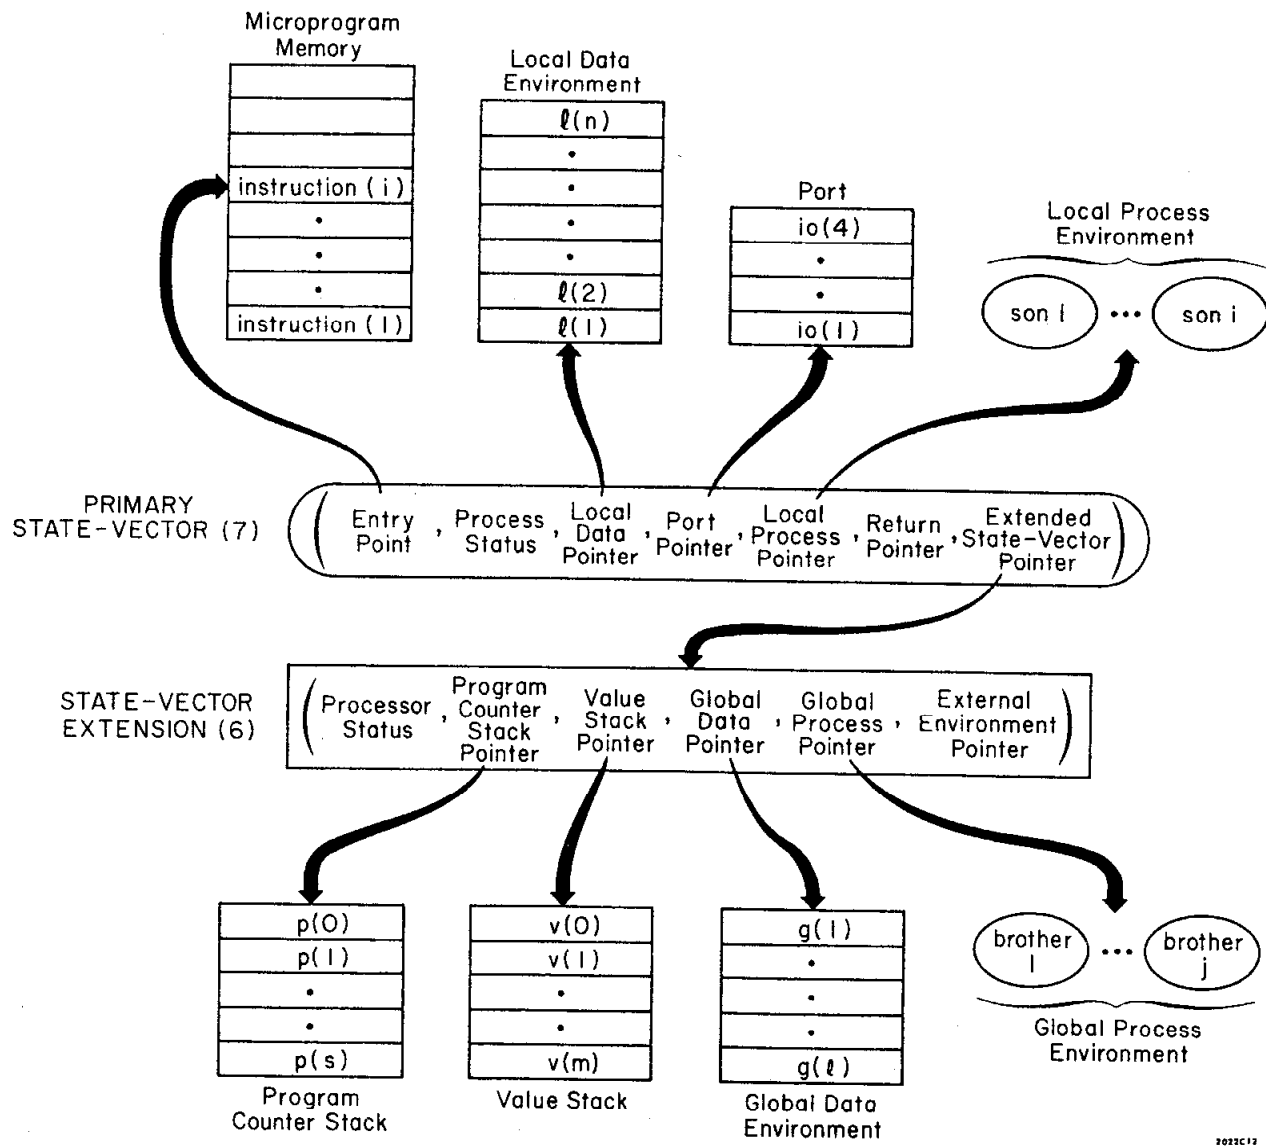 Microprogram
Memory
instruction (i)
•
•
•
instruction (1)
Local Data
Environment
ℓ(n)
•
•
•
•
ℓ(2)
ℓ(1)
Port
io(4)
•
•
io(1)
Local Process
Environment
son 1 ••• son i
PRIMARY
STATE-VECTOR (7)
( Entry Point , Process Status , Local Data Pointer , Port Pointer , Local Process Pointer , Return Pointer , Extended State-Vector Pointer )
STATE-VECTOR
EXTENSION (6)
( Processor Status , Program Counter Stack Pointer , Value Stack Pointer , Global Data Pointer , Global Process Pointer , External Environment Pointer )
p(0)
p(1)
•
•
p(s)
Program
Counter Stack
v(0)
v(1)
•
•
v(m)
Value Stack
g(1)
•
•
•
g(ℓ)
Global Data
Environment
brother 1 ••• brother j
Global Process
Environment
2022C12